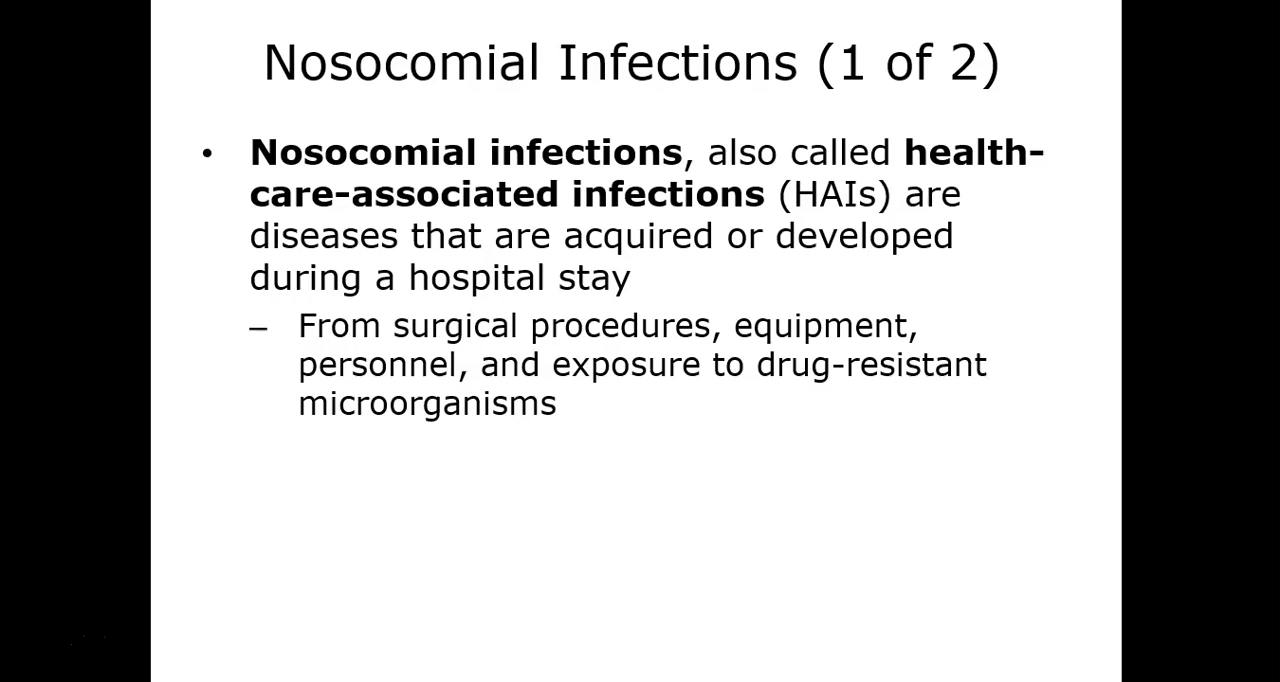 Nosocomial Infections (1 of 2)
• Nosocomial infections, also called health-
care-associated infections (HAIs) are
diseases that are acquired or developed
during a hospital stay
– From surgical procedures, equipment,
personnel, and exposure to drug-resistant
microorganisms